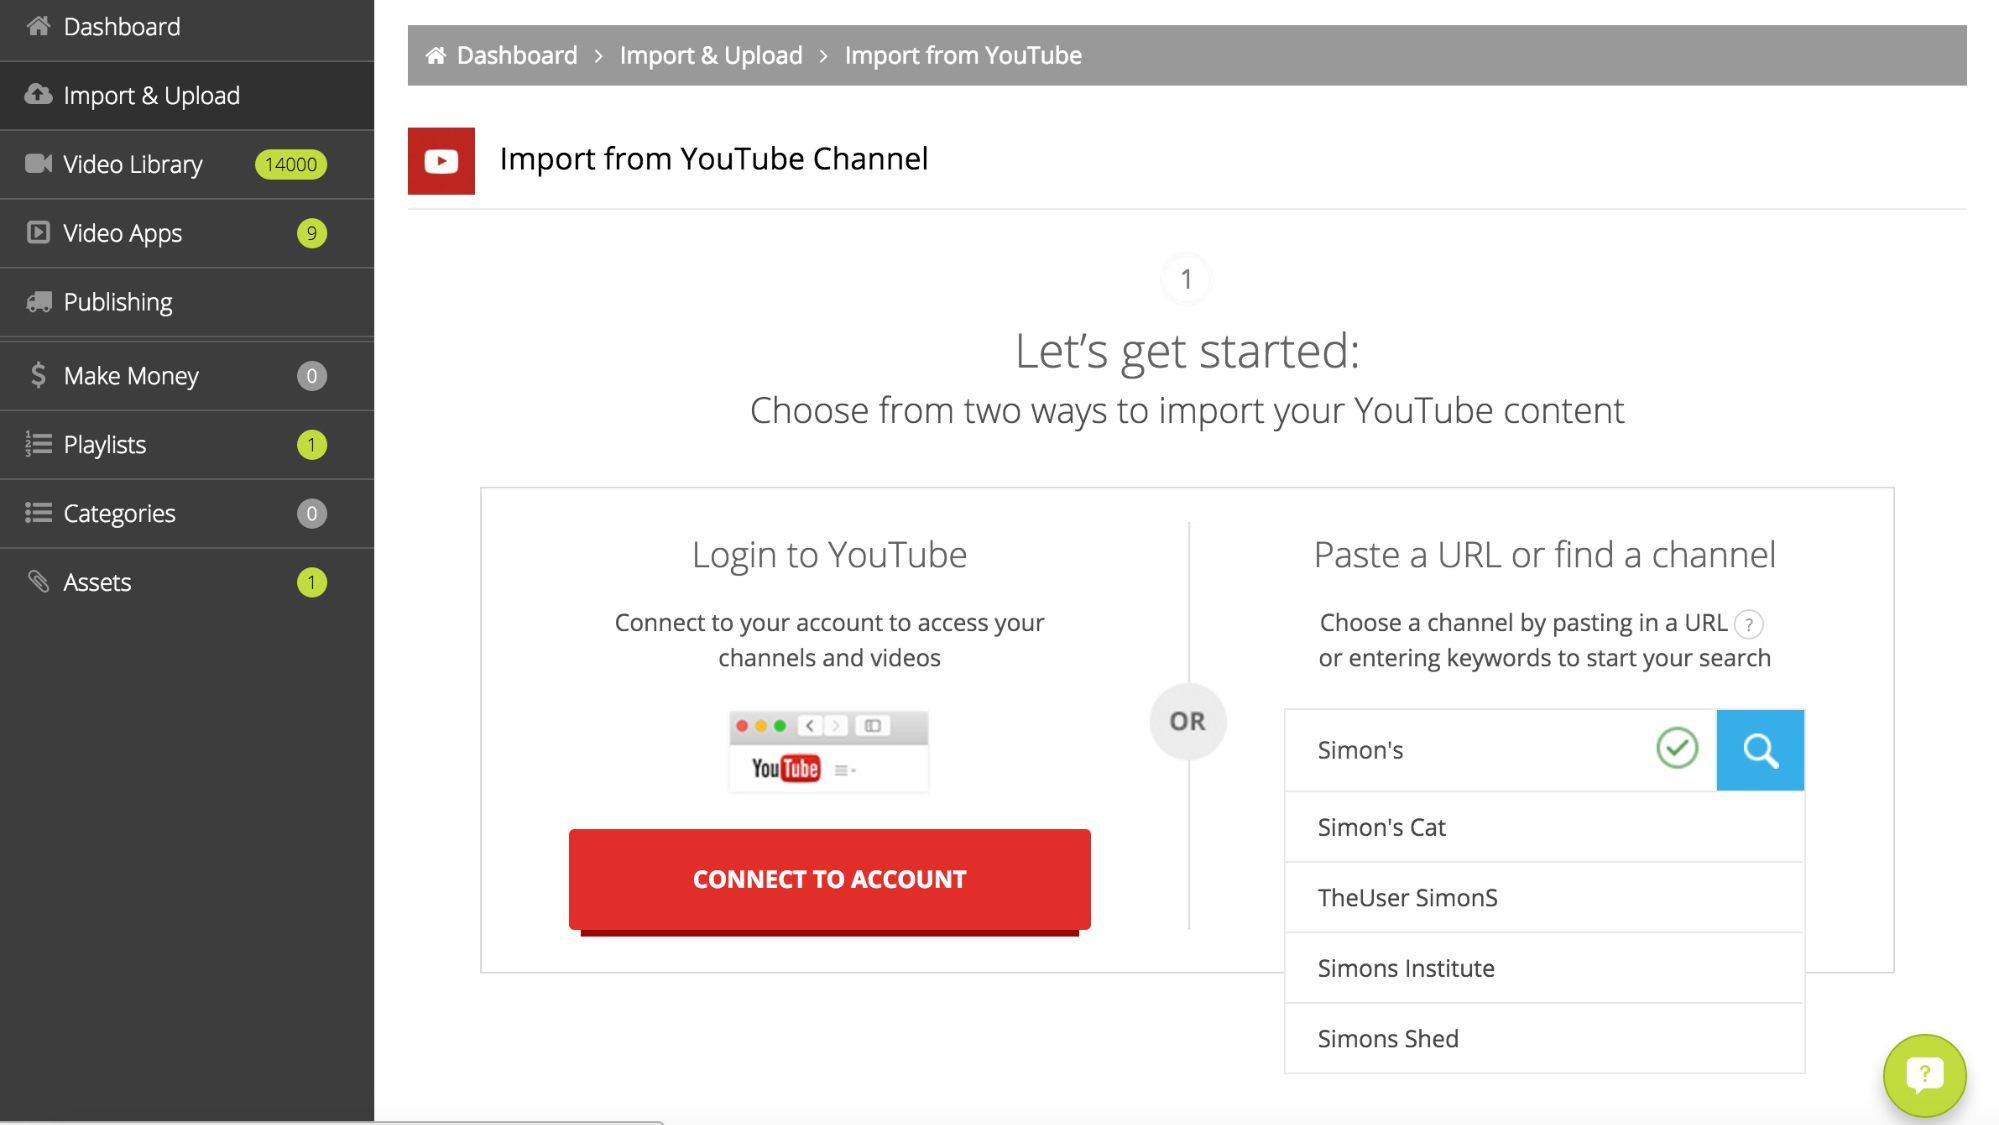 Dashboard
Import & Upload
Video Library 14000
Video Apps 9
Publishing
Make Money 0
Playlists 1
Categories 0
Assets 1
Dashboard > Import & Upload > Import from YouTube
Import from YouTube Channel
1
Let’s get started:
Choose from two ways to import your YouTube content
Login to YouTube
Connect to your account to access your
channels and videos
YouTube
CONNECT TO ACCOUNT
OR
Paste a URL or find a channel
Choose a channel by pasting in a URL ?
or entering keywords to start your search
Simon's
Simon's Cat
TheUser SimonS
Simons Institute
Simons Shed
?